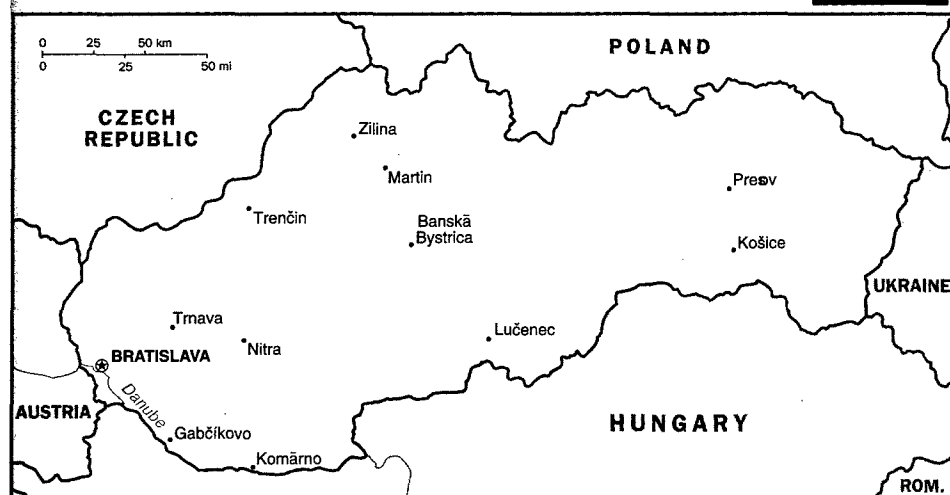 0 25 50 km
0 25 50 mi
POLAND
CZECH
REPUBLIC
Zilina
Martin
Presov
Trenčin
Banskā
Bystrica
Košice
UKRAINE
Trnava
Lučenec
Nitra
BRATISLAVA
Danube
AUSTRIA
HUNGARY
Gabčíkovo
Komārno
ROM.